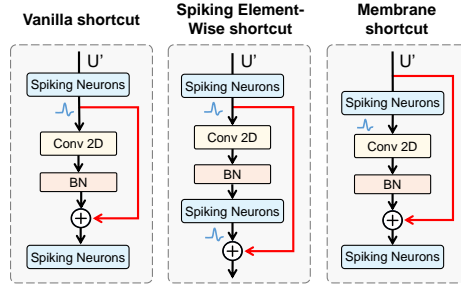 Vanilla shortcut
U'
Spiking Neurons
Conv 2D
BN
+
Spiking Neurons
Spiking Element-
Wise shortcut
U'
Spiking Neurons
Conv 2D
BN
Spiking Neurons
+
Membrane
shortcut
U'
Spiking Neurons
Conv 2D
BN
+
Spiking Neurons